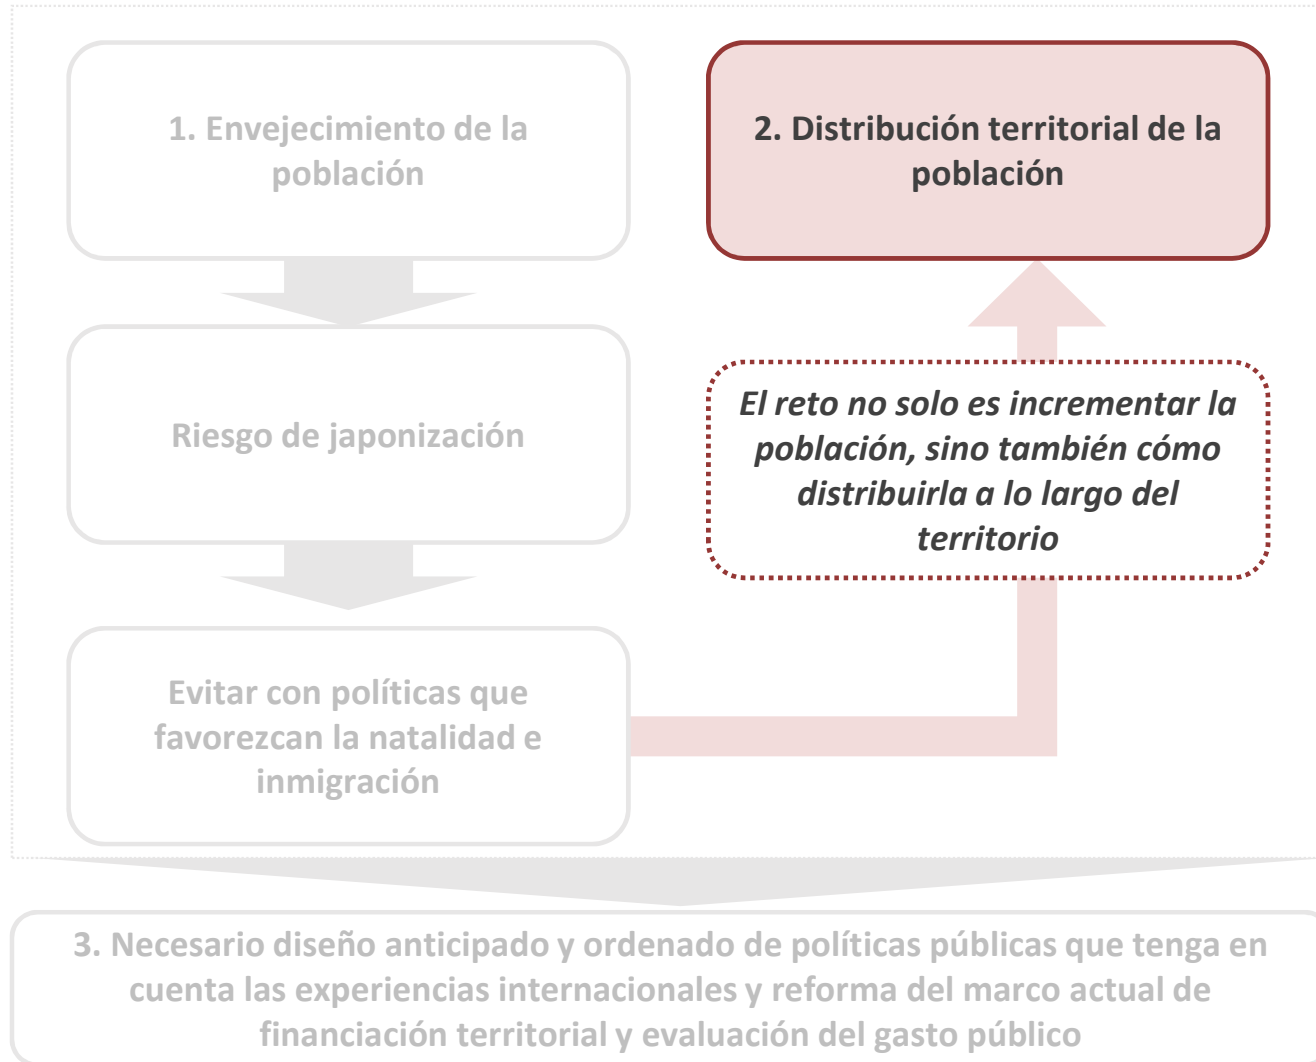 1. Envejecimiento de la
población
Riesgo de japonización
Evitar con políticas que
favorezcan la natalidad e
inmigración
2. Distribución territorial de la
población
El reto no solo es incrementar la
población, sino también cómo
distribuirla a lo largo del
territorio
3. Necesario diseño anticipado y ordenado de políticas públicas que tenga en
cuenta las experiencias internacionales y reforma del marco actual de
financiación territorial y evaluación del gasto público